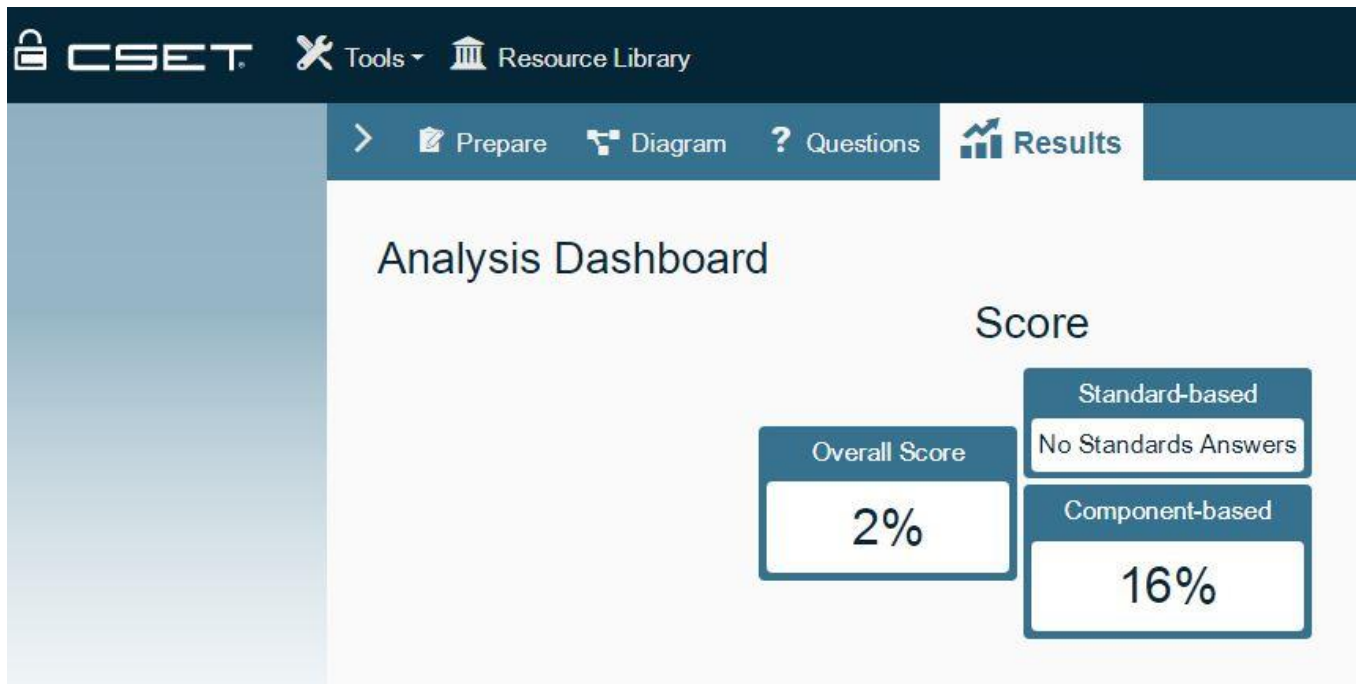 CSET Tools Resource Library
Prepare Diagram ? Questions Results
Analysis Dashboard
Score
Overall Score
2%
Standard-based
No Standards Answers
Component-based
16%